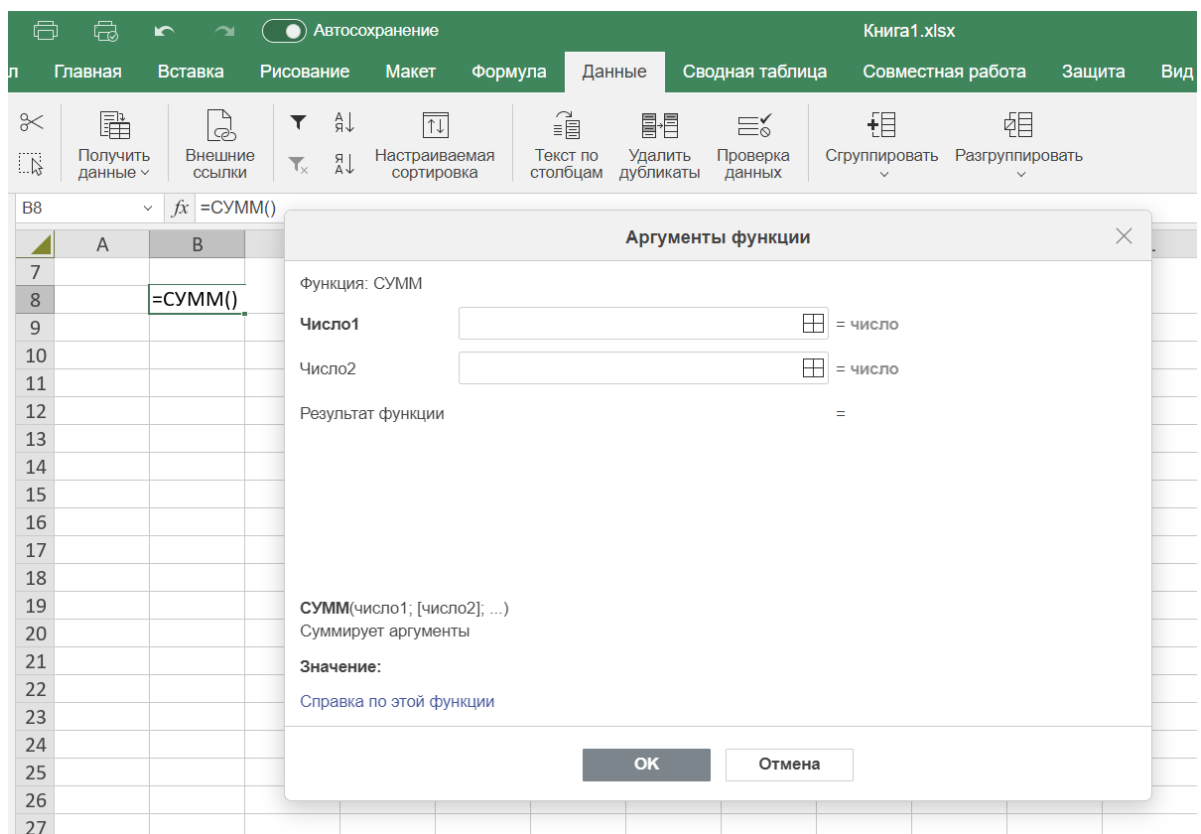 Автосохранение
Книга1.xlsx
л Главная Вставка Рисование Макет Формула Данные Сводная таблица Совместная работа Защита Вид
Получить данные
Внешние ссылки
А Я
Я А
Настраиваемая сортировка
Текст по столбцам
Удалить дубликаты
Проверка данных
Сгруппировать
Разгруппировать
B8 fx =СУММ()
A B
7
8 =СУММ()
9
10
11
12
13
14
15
16
17
18
19
20
21
22
23
24
25
26
27
Аргументы функции
Функция: СУММ
Число1 = число
Число2 = число
Результат функции =
СУММ(число1; [число2]; ...)
Суммирует аргументы
Значение:
Справка по этой функции
OK Отмена